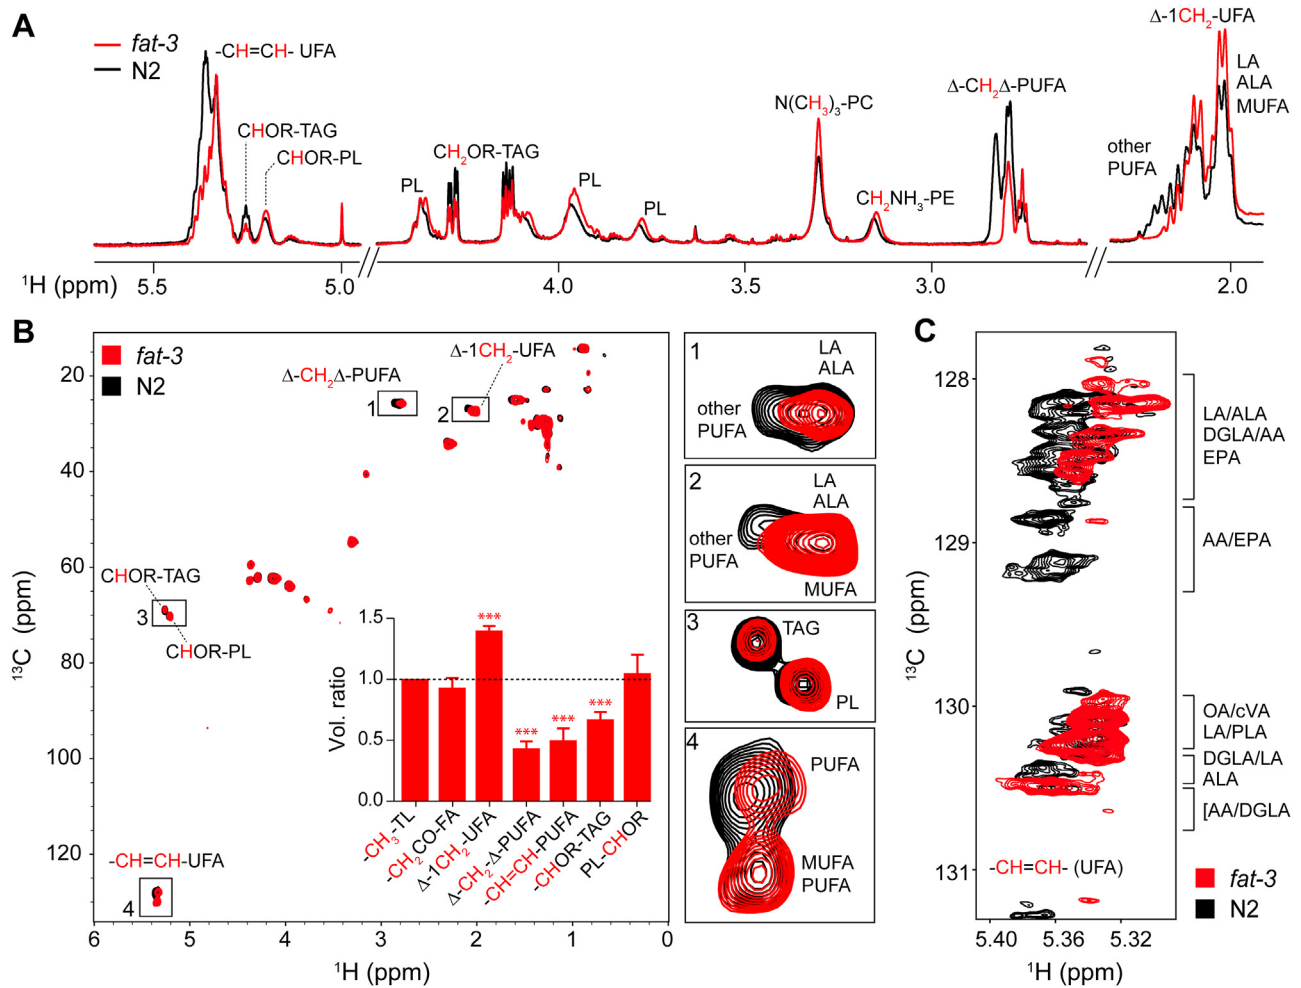 A
fat-3
N2
-CH=CH- UFA
CHOR-TAG
CHOR-PL
PL
CH2OR-TAG
PL
PL
N(CH3)3-PC
CH2NH3-PE
Δ-CH2Δ-PUFA
Δ-1CH2-UFA
LA
ALA
MUFA
other
PUFA
1H (ppm)
5.5
5.0
4.0
3.5
3.0
2.0
B
fat-3
N2
Δ-CH2Δ-PUFA
Δ-1CH2-UFA
1
2
CHOR-TAG
3
CHOR-PL
-CH=CH-UFA
4
13C (ppm)
20
40
60
80
100
120
6
5
4
3
2
1
0
1H (ppm)
Vol. ratio
1.5
1.0
0.5
0.0
***
***
***
***
-CH3-TL
-CH2CO-FA
Δ-1CH2-UFA
Δ-CH2-Δ-PUFA
-CH=CH-PUFA
-CHOR-TAG
PL-CHOR
1
LA
ALA
other
PUFA
2
LA
ALA
other
PUFA
MUFA
3
TAG
PL
4
PUFA
MUFA
PUFA
C
13C (ppm)
128
129
130
131
LA/ALA
DGLA/AA
EPA
AA/EPA
OA/cVA
LA/PLA
DGLA/LA
ALA
[AA/DGLA
-CH=CH- (UFA)
fat-3
N2
5.40
5.36
5.32
1H (ppm)